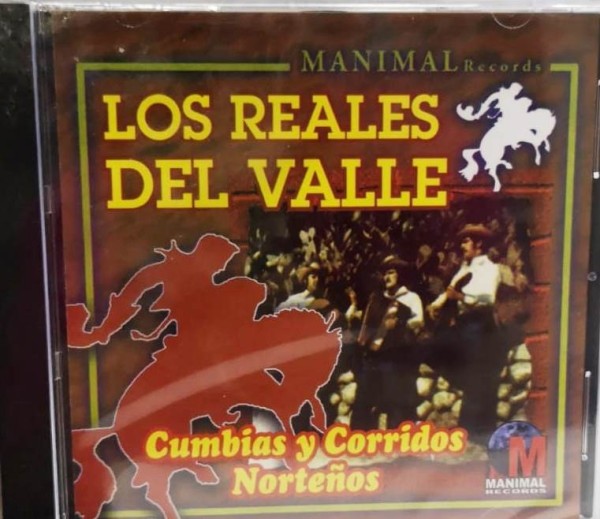 MANIMAL Records
LOS REALES
DEL VALLE
Cumbias y Corridos
Norteños
M
MANIMAL
RECORDS